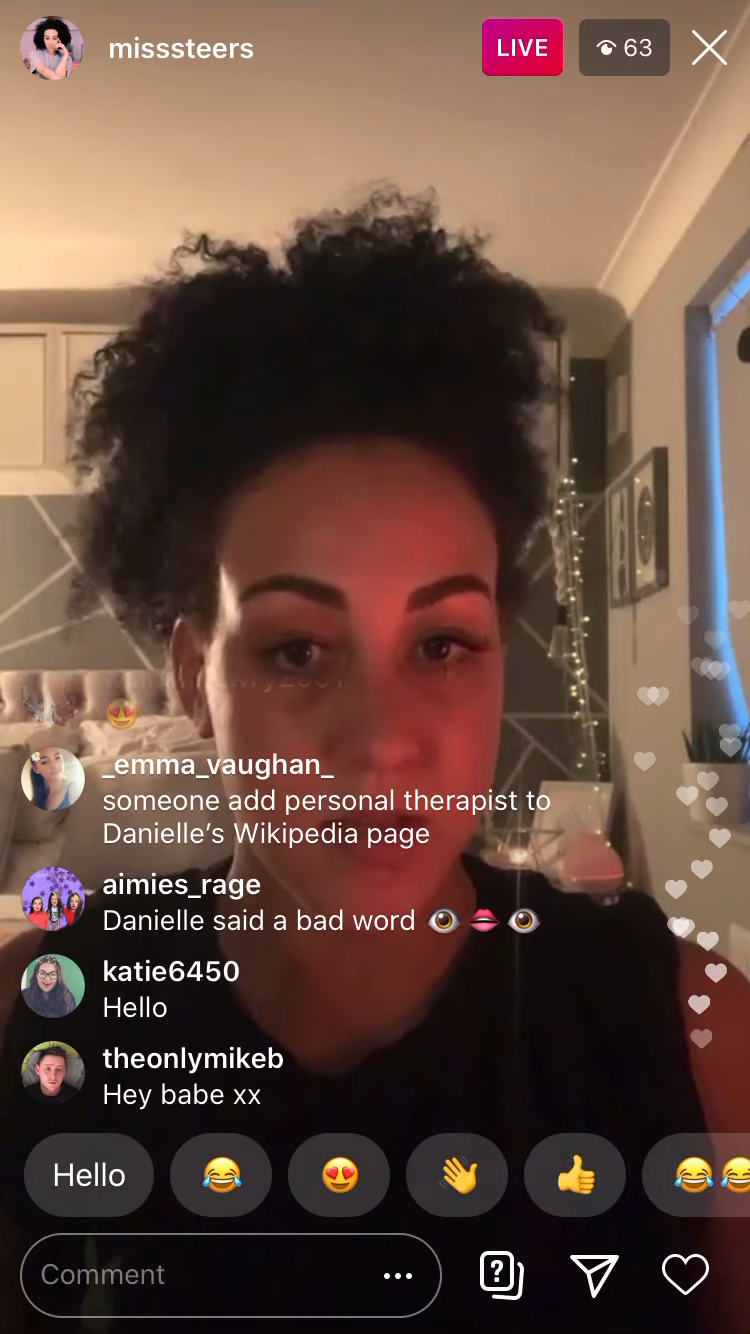 misssteers
LIVE
63
_emma_vaughan_
someone add personal therapist to
Danielle’s Wikipedia page
aimies_rage
Danielle said a bad word 👁️👄👁️
katie6450
Hello
theonlymikeb
Hey babe xx
Hello
Comment